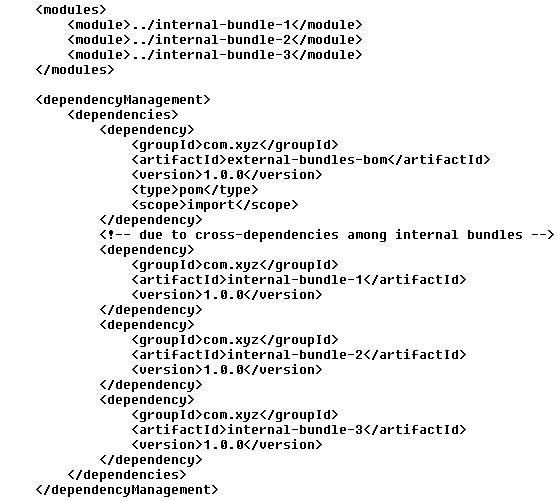 <modules>
    <module>../internal-bundle-1</module>
    <module>../internal-bundle-2</module>
    <module>../internal-bundle-3</module>
</modules>

<dependencyManagement>
    <dependencies>
        <dependency>
            <groupId>com.xyz</groupId>
            <artifactId>external-bundles-bom</artifactId>
            <version>1.0.0</version>
            <type>pom</type>
            <scope>import</scope>
        </dependency>
        <!-- due to cross-dependencies among internal bundles -->
        <dependency>
            <groupId>com.xyz</groupId>
            <artifactId>internal-bundle-1</artifactId>
            <version>1.0.0</version>
        </dependency>
        <dependency>
            <groupId>com.xyz</groupId>
            <artifactId>internal-bundle-2</artifactId>
            <version>1.0.0</version>
        </dependency>
        <dependency>
            <groupId>com.xyz</groupId>
            <artifactId>internal-bundle-3</artifactId>
            <version>1.0.0</version>
        </dependency>
    </dependencies>
</dependencyManagement>